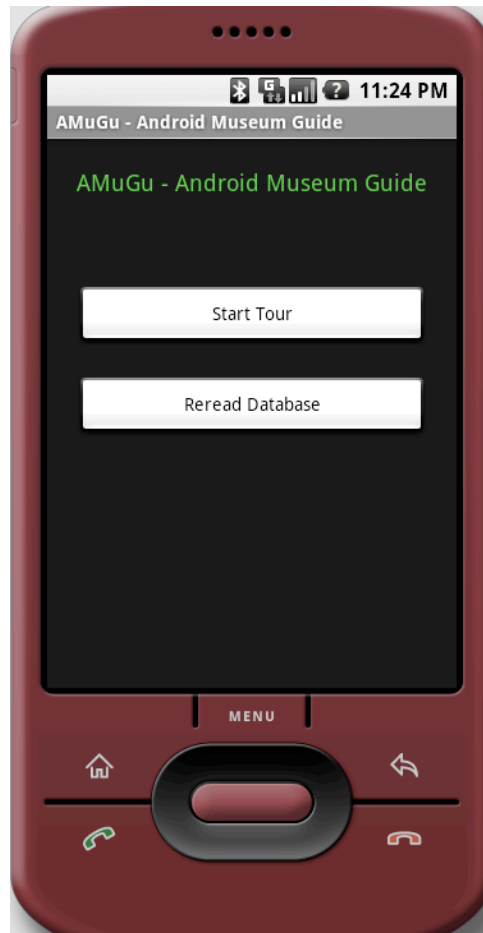 11:24 PM
AMuGu - Android Museum Guide
AMuGu - Android Museum Guide
Start Tour
Reread Database
MENU